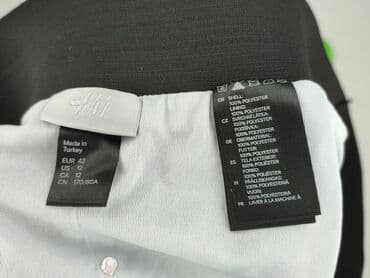 H&M
Made in
Turkey
EUR 42
US 12
CA 12
CN 170/80A
GB SHELL:
100% POLYESTER
LINING:
100% POLYESTER
CZ SVRCHNÍ LÁTKA:
100% POLYESTER
PODŠÍVKA:
100% POLYESTER
DE OBERMATERIAL:
100% POLYESTER
FUTTER:
100% POLYESTER
ES TELA EXTERIOR:
100% POLIÉSTER
FORRO:
100% POLIÉSTER
FI PÄÄLLIKANGAS:
100% POLYESTERI
VUORI:
100% POLYESTERI
FR LAVER À LA MACHINE À